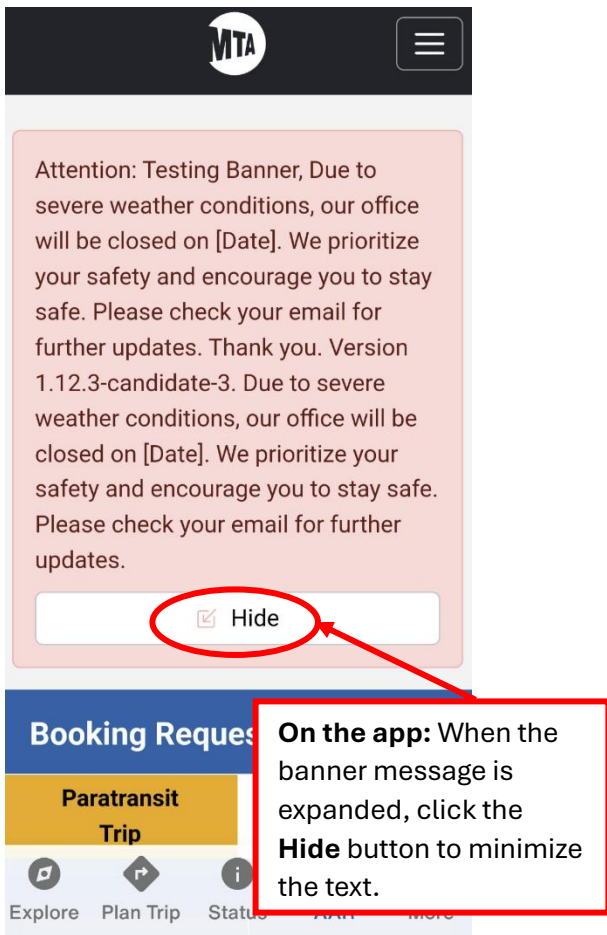 MTA
Attention: Testing Banner, Due to
severe weather conditions, our office
will be closed on [Date]. We prioritize
your safety and encourage you to stay
safe. Please check your email for
further updates. Thank you. Version
1.12.3-candidate-3. Due to severe
weather conditions, our office will be
closed on [Date]. We prioritize your
safety and encourage you to stay safe.
Please check your email for further
updates.
Hide
Booking Reques
On the app: When the
banner message is
expanded, click the
Hide button to minimize
the text.
Paratransit
Trip
Explore Plan Trip Status